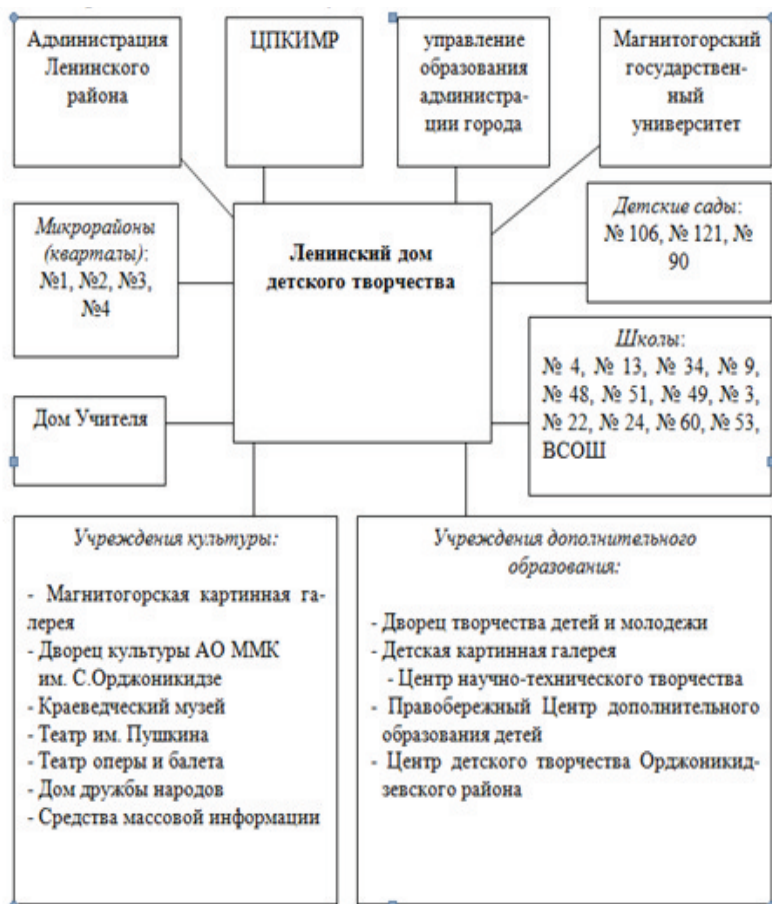 Администрация
Ленинского
района
ЦПКИМР
управление
образования
администра-
ции города
Магнитогорский
государствен-
ный
университет
Микрорайоны
(кварталы):
№1, №2, №3,
№4
Ленинский дом
детского творчества
Детские сады:
№ 106, № 121, №
90
Школы:
№ 4, № 13, № 34, № 9,
№ 48, № 51, № 49, № 3,
№ 22, № 24, № 60, № 53,
ВСОШ
Дом Учителя
Учреждения культуры:
- Магнитогорская картинная га-
лерея
- Дворец культуры АО ММК
им. С.Орджоникидзе
- Краеведческий музей
- Театр им. Пушкина
- Театр оперы и балета
- Дом дружбы народов
- Средства массовой информации
Учреждения дополнительного
образования:
- Дворец творчества детей и молодежи
- Детская картинная галерея
- Центр научно-технического творчества
- Правобережный Центр дополнительного
образования детей
- Центр детского творчества Орджоникид-
зевского района